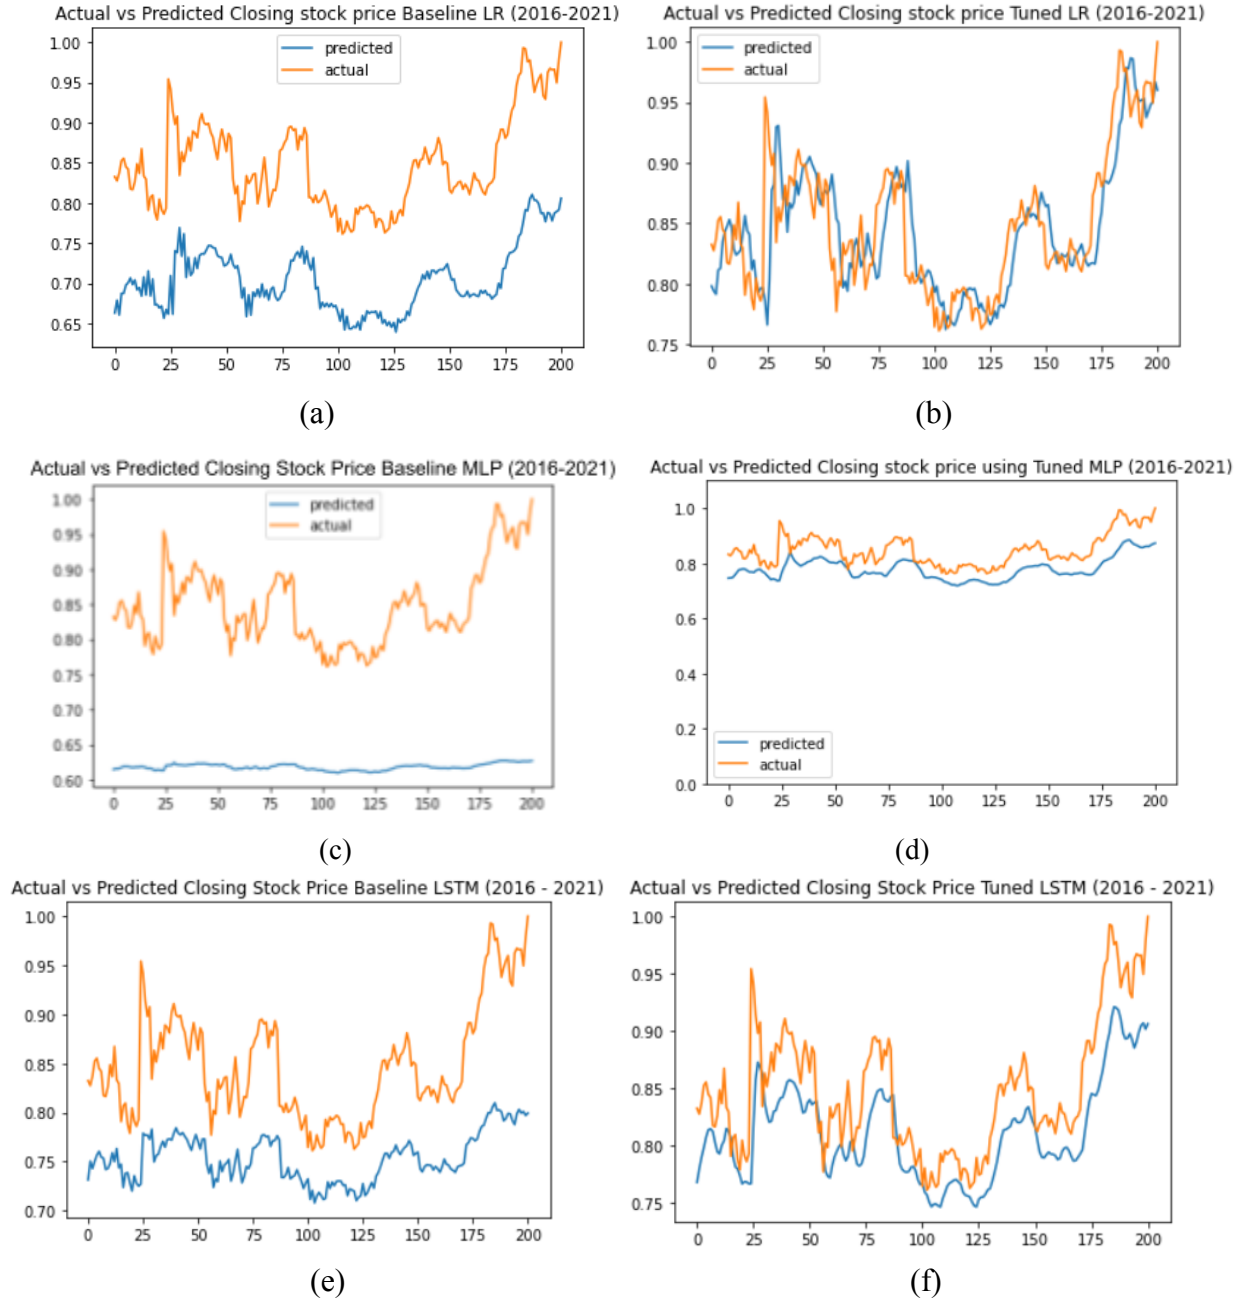 Actual vs Predicted Closing stock price Baseline LR (2016-2021)
predicted
actual
1.00
0.95
0.90
0.85
0.80
0.75
0.70
0.65
0 25 50 75 100 125 150 175 200
(a)
Actual vs Predicted Closing stock price Tuned LR (2016-2021)
predicted
actual
1.00
0.95
0.90
0.85
0.80
0.75
0 25 50 75 100 125 150 175 200
(b)
Actual vs Predicted Closing Stock Price Baseline MLP (2016-2021)
predicted
actual
1.00
0.95
0.90
0.85
0.80
0.75
0.70
0.65
0.60
0 25 50 75 100 125 150 175 200
(c)
Actual vs Predicted Closing stock price using Tuned MLP (2016-2021)
1.0
0.8
0.6
0.4
0.2
0.0
predicted
actual
0 25 50 75 100 125 150 175 200
(d)
Actual vs Predicted Closing Stock Price Baseline LSTM (2016 - 2021)
1.00
0.95
0.90
0.85
0.80
0.75
0.70
0 25 50 75 100 125 150 175 200
(e)
Actual vs Predicted Closing Stock Price Tuned LSTM (2016 - 2021)
1.00
0.95
0.90
0.85
0.80
0.75
0 25 50 75 100 125 150 175 200
(f)